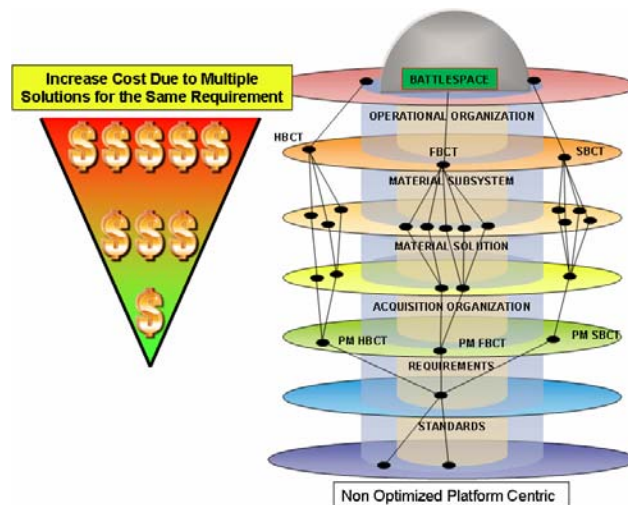 Increase Cost Due to Multiple
Solutions for the Same Requirement
$ $ $ $ $
$ $ $
$
BATTLESPACE
OPERATIONAL ORGANIZATION
HBCT
FBCT
SBCT
MATERIAL SUBSYSTEM
MATERIAL SOLUTION
ACQUISITION ORGANIZATION
PM HBCT
PM FBCT
PM SBCT
REQUIREMENTS
STANDARDS
Non Optimized Platform Centric